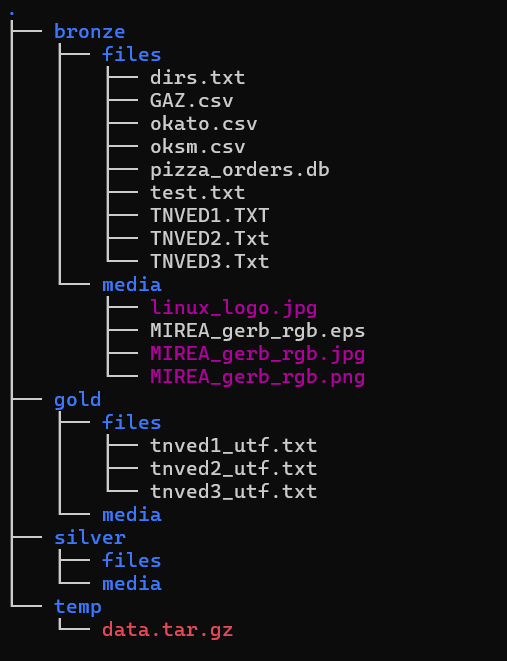 .
├── bronze
│   ├── files
│   │   ├── dirs.txt
│   │   ├── GAZ.csv
│   │   ├── okato.csv
│   │   ├── oksm.csv
│   │   ├── pizza_orders.db
│   │   ├── test.txt
│   │   ├── TNVED1.TXT
│   │   ├── TNVED2.Txt
│   │   └── TNVED3.Txt
│   └── media
│       ├── linux_logo.jpg
│       ├── MIREA_gerb_rgb.eps
│       ├── MIREA_gerb_rgb.jpg
│       └── MIREA_gerb_rgb.png
├── gold
│   ├── files
│   │   ├── tnved1_utf.txt
│   │   ├── tnved2_utf.txt
│   │   └── tnved3_utf.txt
│   └── media
├── silver
│   ├── files
│   └── media
└── temp
    └── data.tar.gz